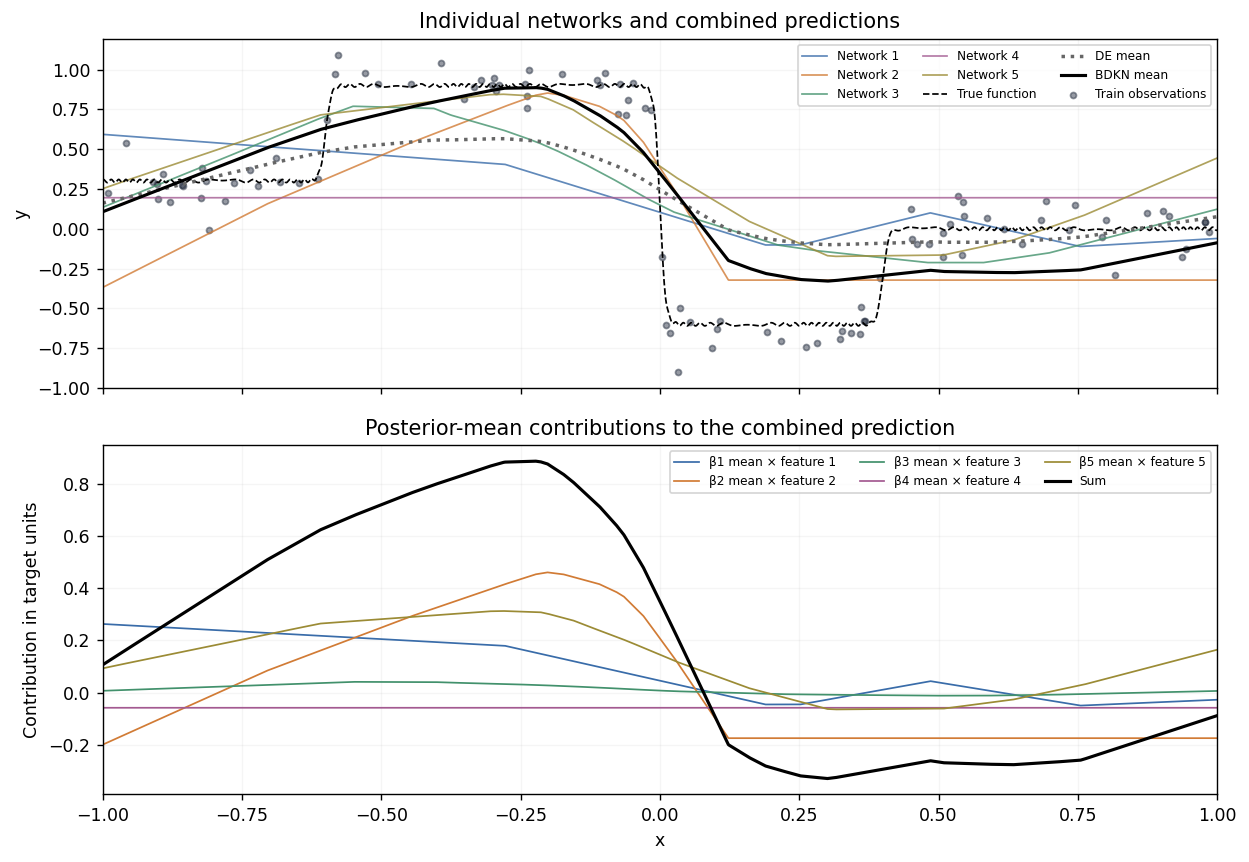 Individual networks and combined predictions
Network 1 Network 4 DE mean
Network 2 Network 5 BDKN mean
Network 3 True function Train observations
1.00
0.75
0.50
0.25
0.00
−0.25
−0.50
−0.75
−1.00
y
Posterior-mean contributions to the combined prediction
β1 mean × feature 1 β3 mean × feature 3 β5 mean × feature 5
β2 mean × feature 2 β4 mean × feature 4 Sum
0.8
0.6
0.4
0.2
0.0
−0.2
Contribution in target units
−1.00 −0.75 −0.50 −0.25 0.00 0.25 0.50 0.75 1.00
x